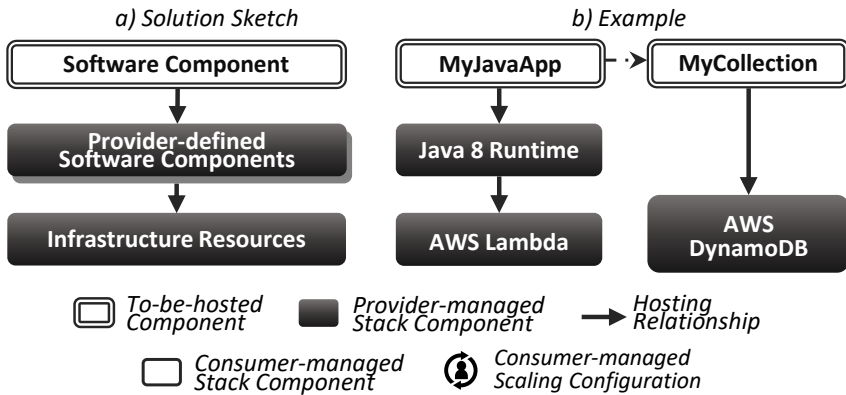 a) Solution Sketch
b) Example
Software Component
MyJavaApp
MyCollection
Provider-defined
Software Components
Java 8 Runtime
Infrastructure Resources
AWS Lambda
AWS
DynamoDB
To-be-hosted
Component
Provider-managed
Stack Component
Hosting
Relationship
Consumer-managed
Stack Component
Consumer-managed
Scaling Configuration